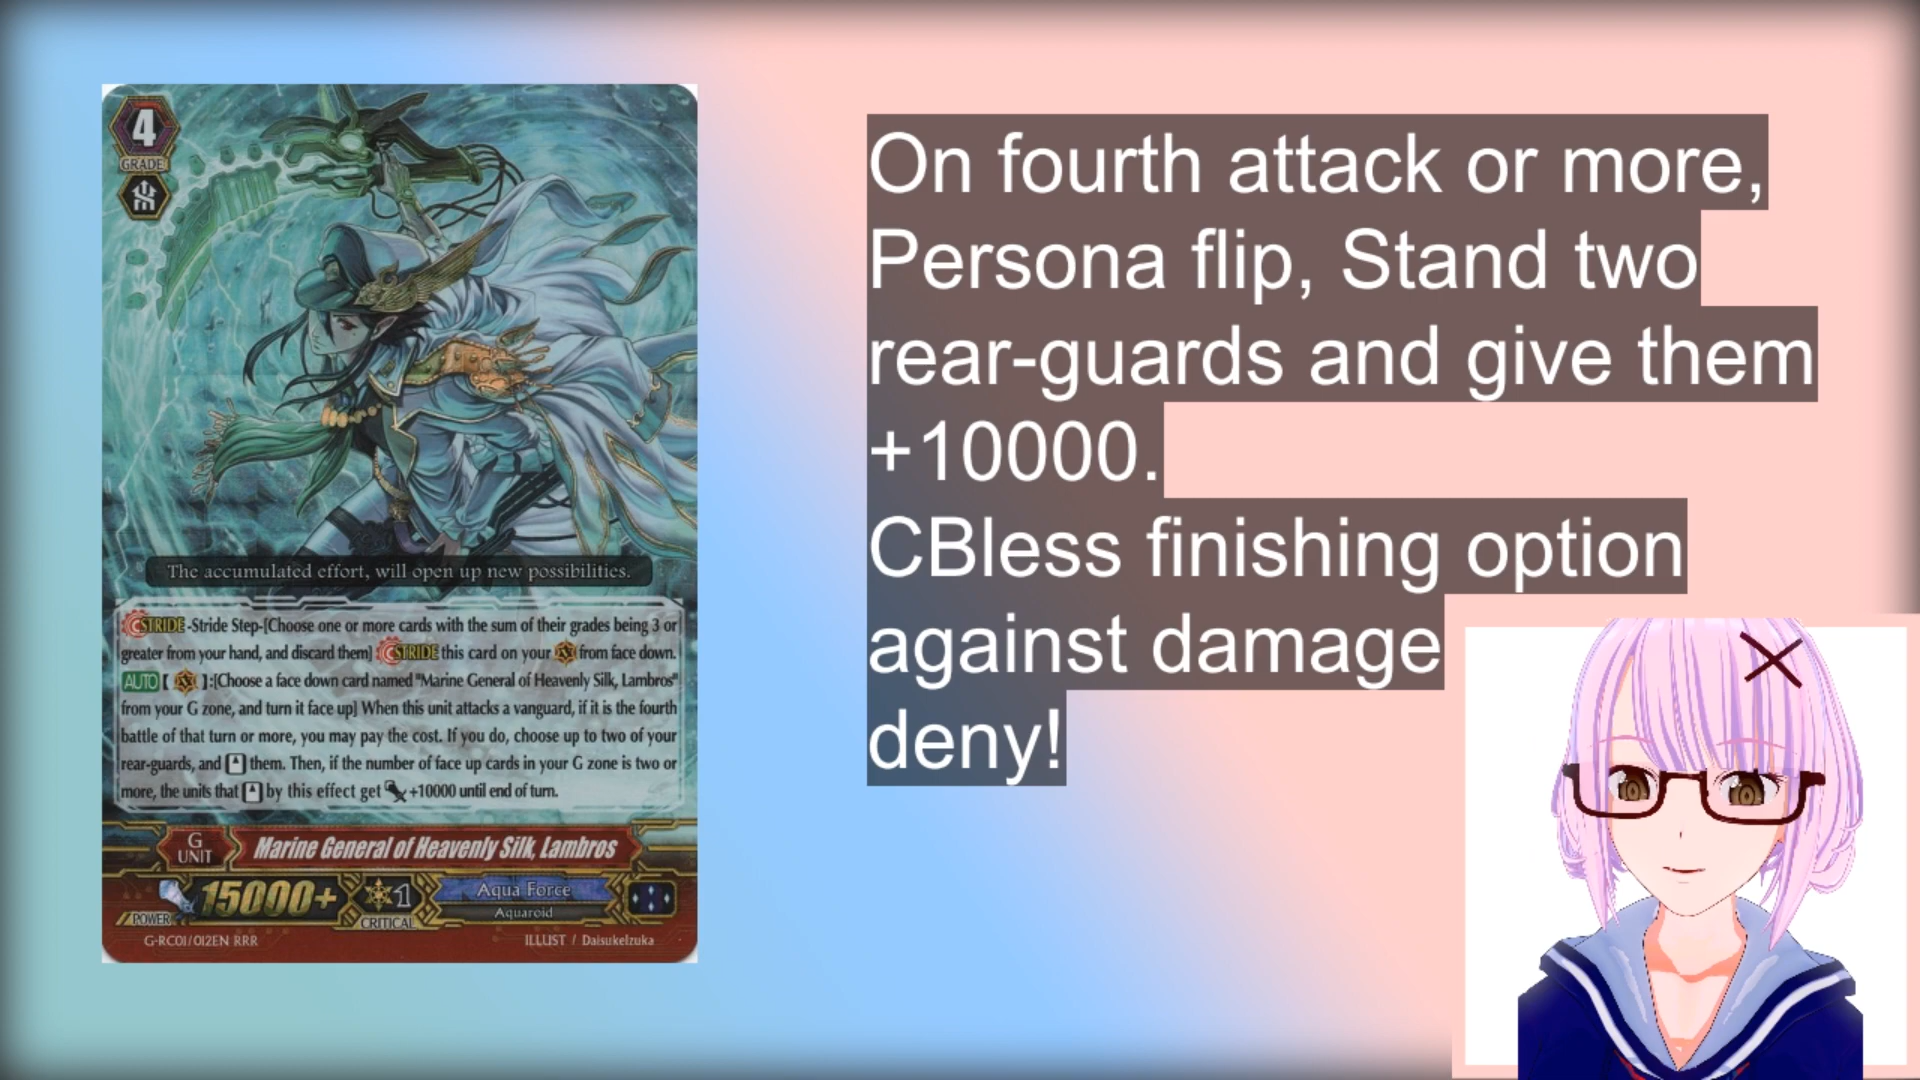 4
GRADE
The accumulated effort, will open up new possibilities.
STRIDE-Stride Step-[Choose one or more cards with the sum of their grades being 3 or
greater from your hand, and discard them] STRIDE this card on your from face down.
AUTO【 】:[Choose a face down card named "Marine General of Heavenly Silk, Lambros"
from your G zone, and turn it face up] When this unit attacks a vanguard, if it is the fourth
battle of that turn or more, you may pay the cost. If you do, choose up to two of your
rear-guards, and them. Then, if the number of face up cards in your G zone is two or
more, the units that by this effect get +10000 until end of turn.
G
UNIT
Marine General of Heavenly Silk, Lambros
POWER
15000+
1
CRITICAL
Aqua Force
Aquaroid
G-RC01/012EN RRR
ILLUST / DaisukeIzuka
On fourth attack or more,
Persona flip, Stand two
rear-guards and give them
+10000.
CBless finishing option
against damage
deny!